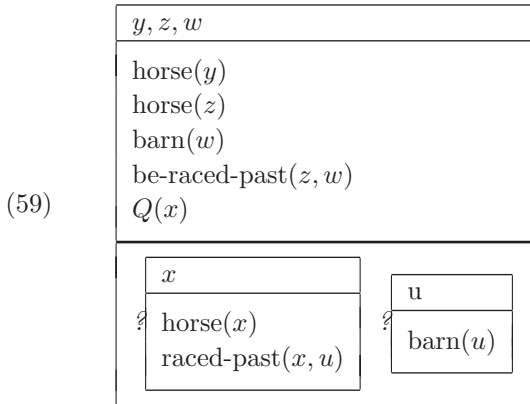 y, z, w
horse(y)
horse(z)
barn(w)
be-raced-past(z, w)
(59)
Q(x)
x
u
? horse(x)
? barn(u)
raced-past(x, u)